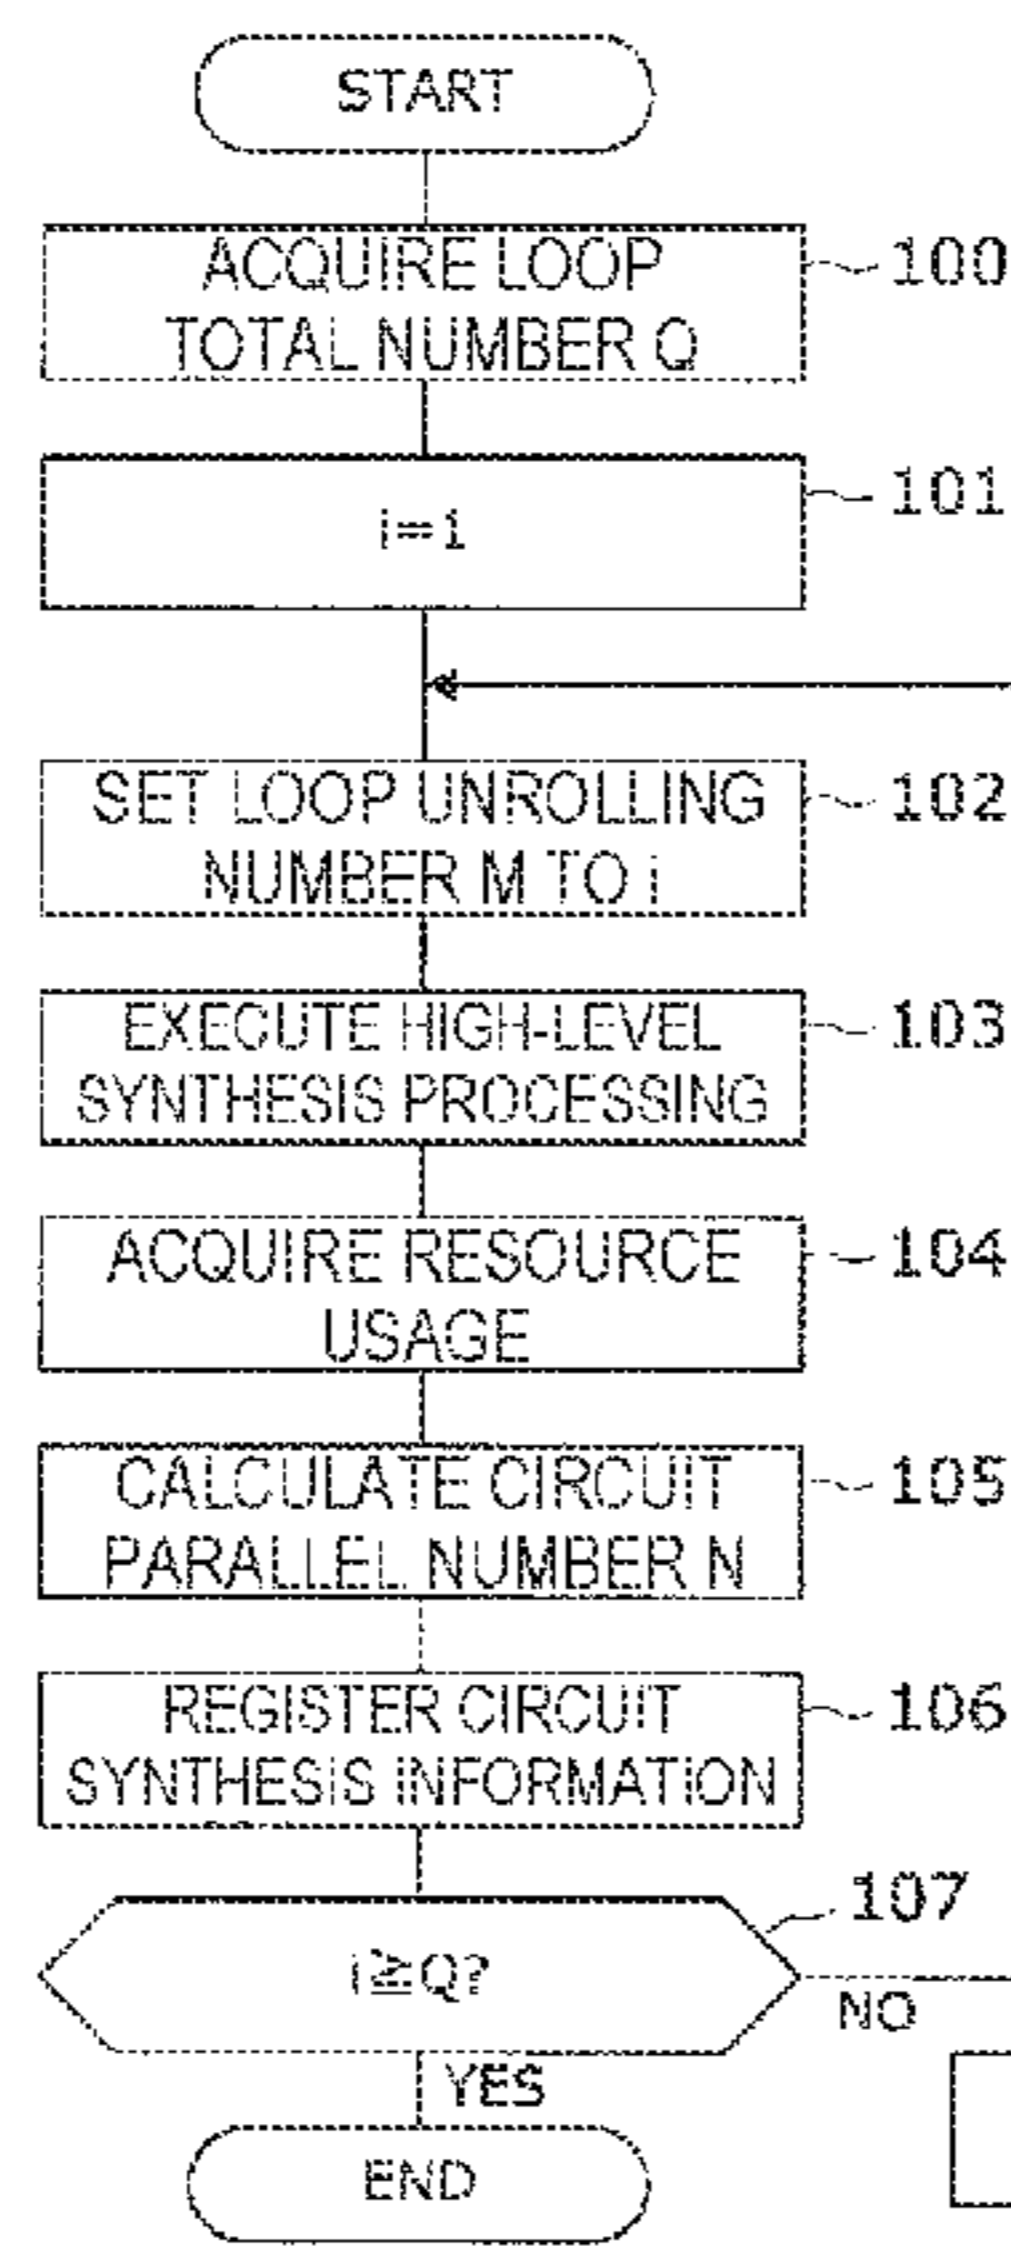 START
ACQUIRE LOOP
TOTAL NUMBER Q
100
i=1
101
SET LOOP UNROLLING
NUMBER M TO i
102
EXECUTE HIGH-LEVEL
SYNTHESIS PROCESSING
103
ACQUIRE RESOURCE
USAGE
104
CALCULATE CIRCUIT
PARALLEL NUMBER N
105
REGISTER CIRCUIT
SYNTHESIS INFORMATION
106
i≧Q?
107
NO
YES
END